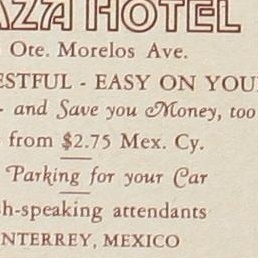 AZA HOTEL
Ote. Morelos Ave.
ESTFUL - EASY ON YOU
- and Save you Money, too
from $2.75 Mex. Cy.
Parking for your Car
sh-speaking attendants
NTERREY, MEXICO